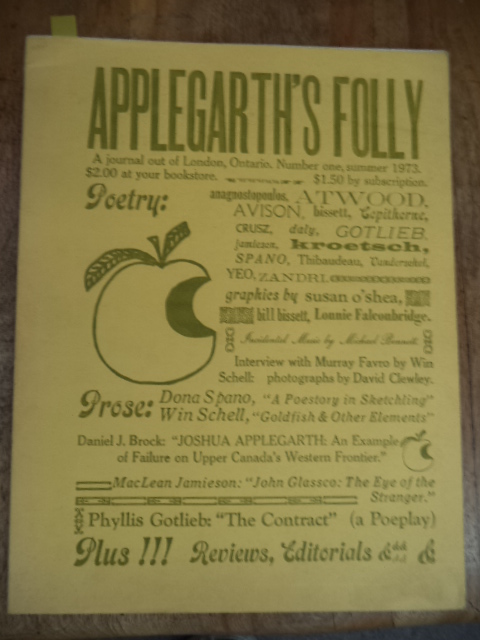 APPLEGARTH'S FOLLY
A journal out of London, Ontario. Number one, summer 1973.
$2.00 at your bookstore. $1.50 by subscription.
Poetry: anagnostopoulos, ATWOOD,
AVISON, bissett, Copithorne,
CRUSZ, daly, GOTLIEB,
jamieson, kroetsch,
SPANO, Thibaudeau,
YEO, ZANDRI
graphics by susan o'shea,
bill bissett, Lonnie Falconbridge.
Incidental Music by Michael Bennett.
Interview with Murray Favro by Win
Schell: photographs by David Clewley.
Prose: Dona Spano, "A Poestory in Sketchling"
Win Schell, "Goldfish & Other Elements"
Daniel J. Brock: "JOSHUA APPLEGARTH: An Example
of Failure on Upper Canada's Western Frontier."
MacLean Jamieson: "John Glassco: The Eye of the
Stranger."
Phyllis Gotlieb: "The Contract" (a Poeplay)
Plus !!! Reviews, Editorials & && &